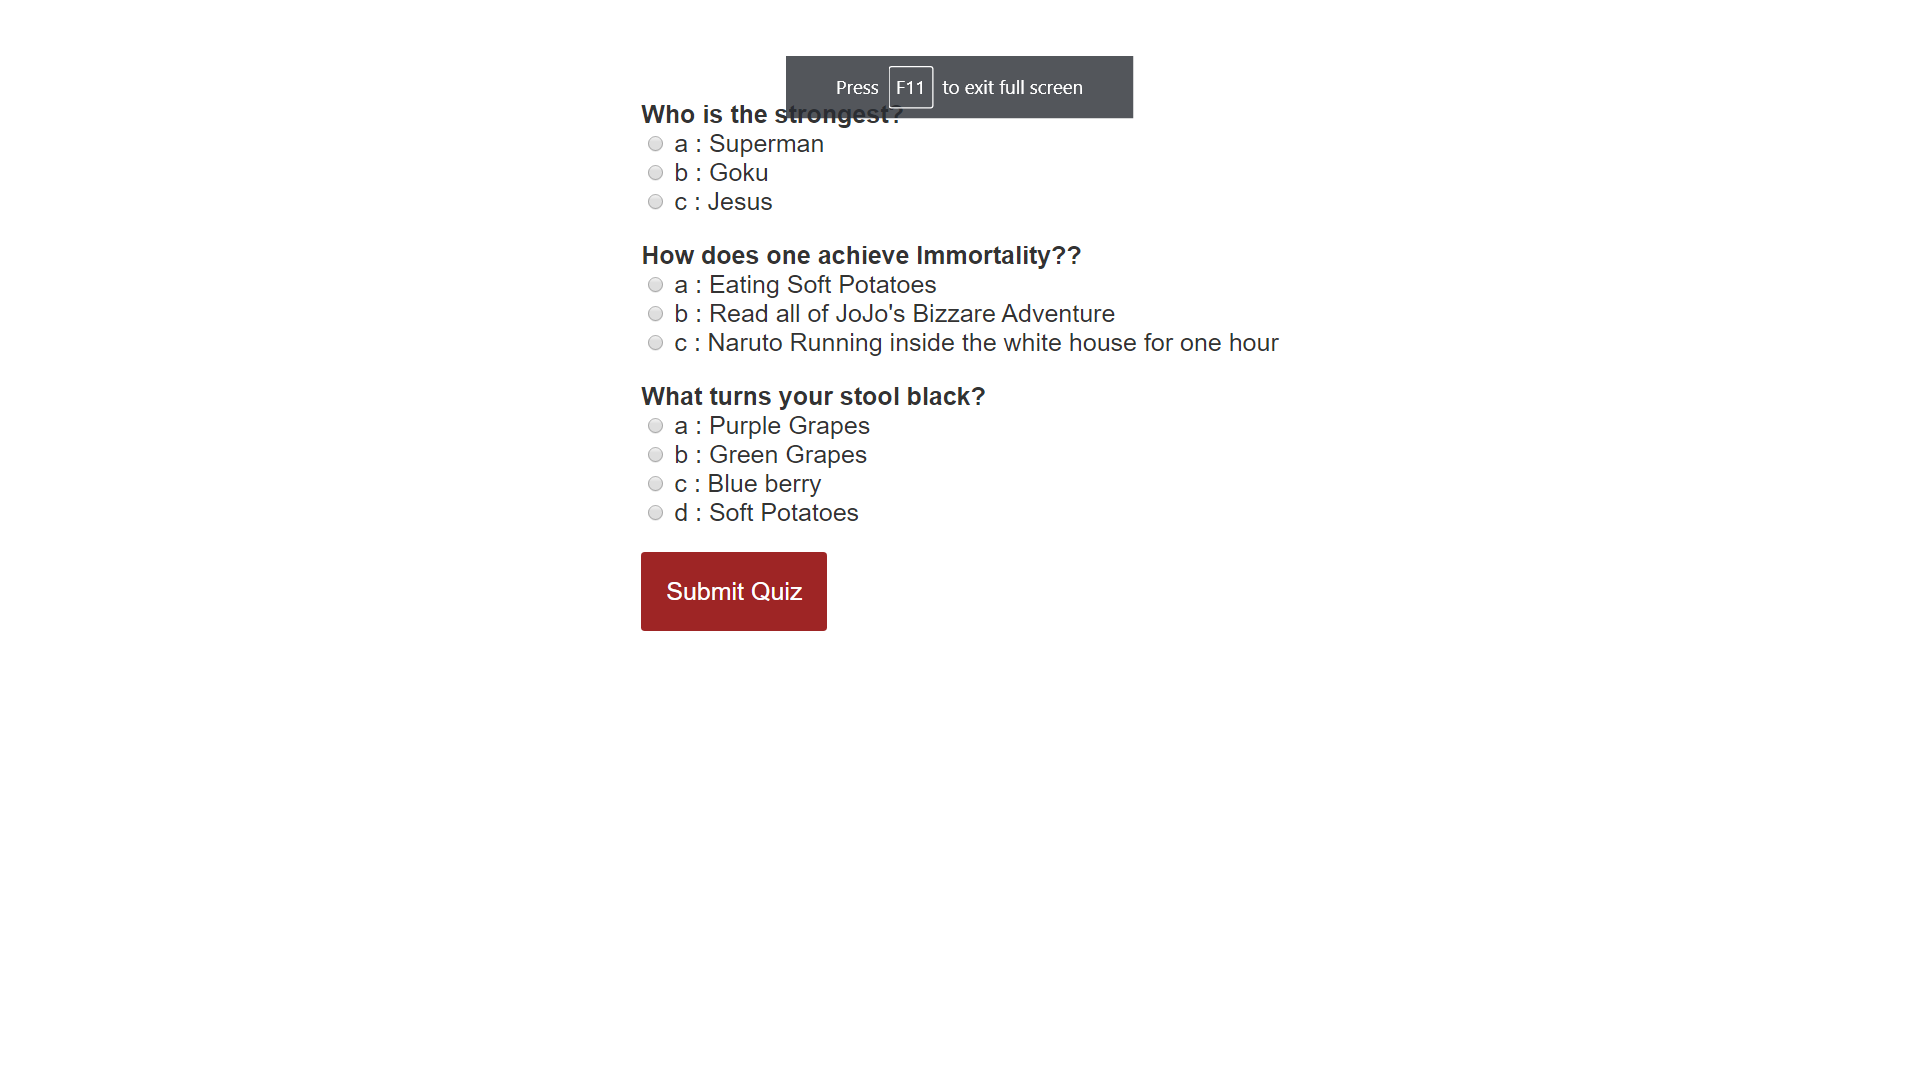 Press F11 to exit full screen
Who is the strongest?
a : Superman
b : Goku
c : Jesus
How does one achieve Immortality??
a : Eating Soft Potatoes
b : Read all of JoJo's Bizzare Adventure
c : Naruto Running inside the white house for one hour
What turns your stool black?
a : Purple Grapes
b : Green Grapes
c : Blue berry
d : Soft Potatoes
Submit Quiz